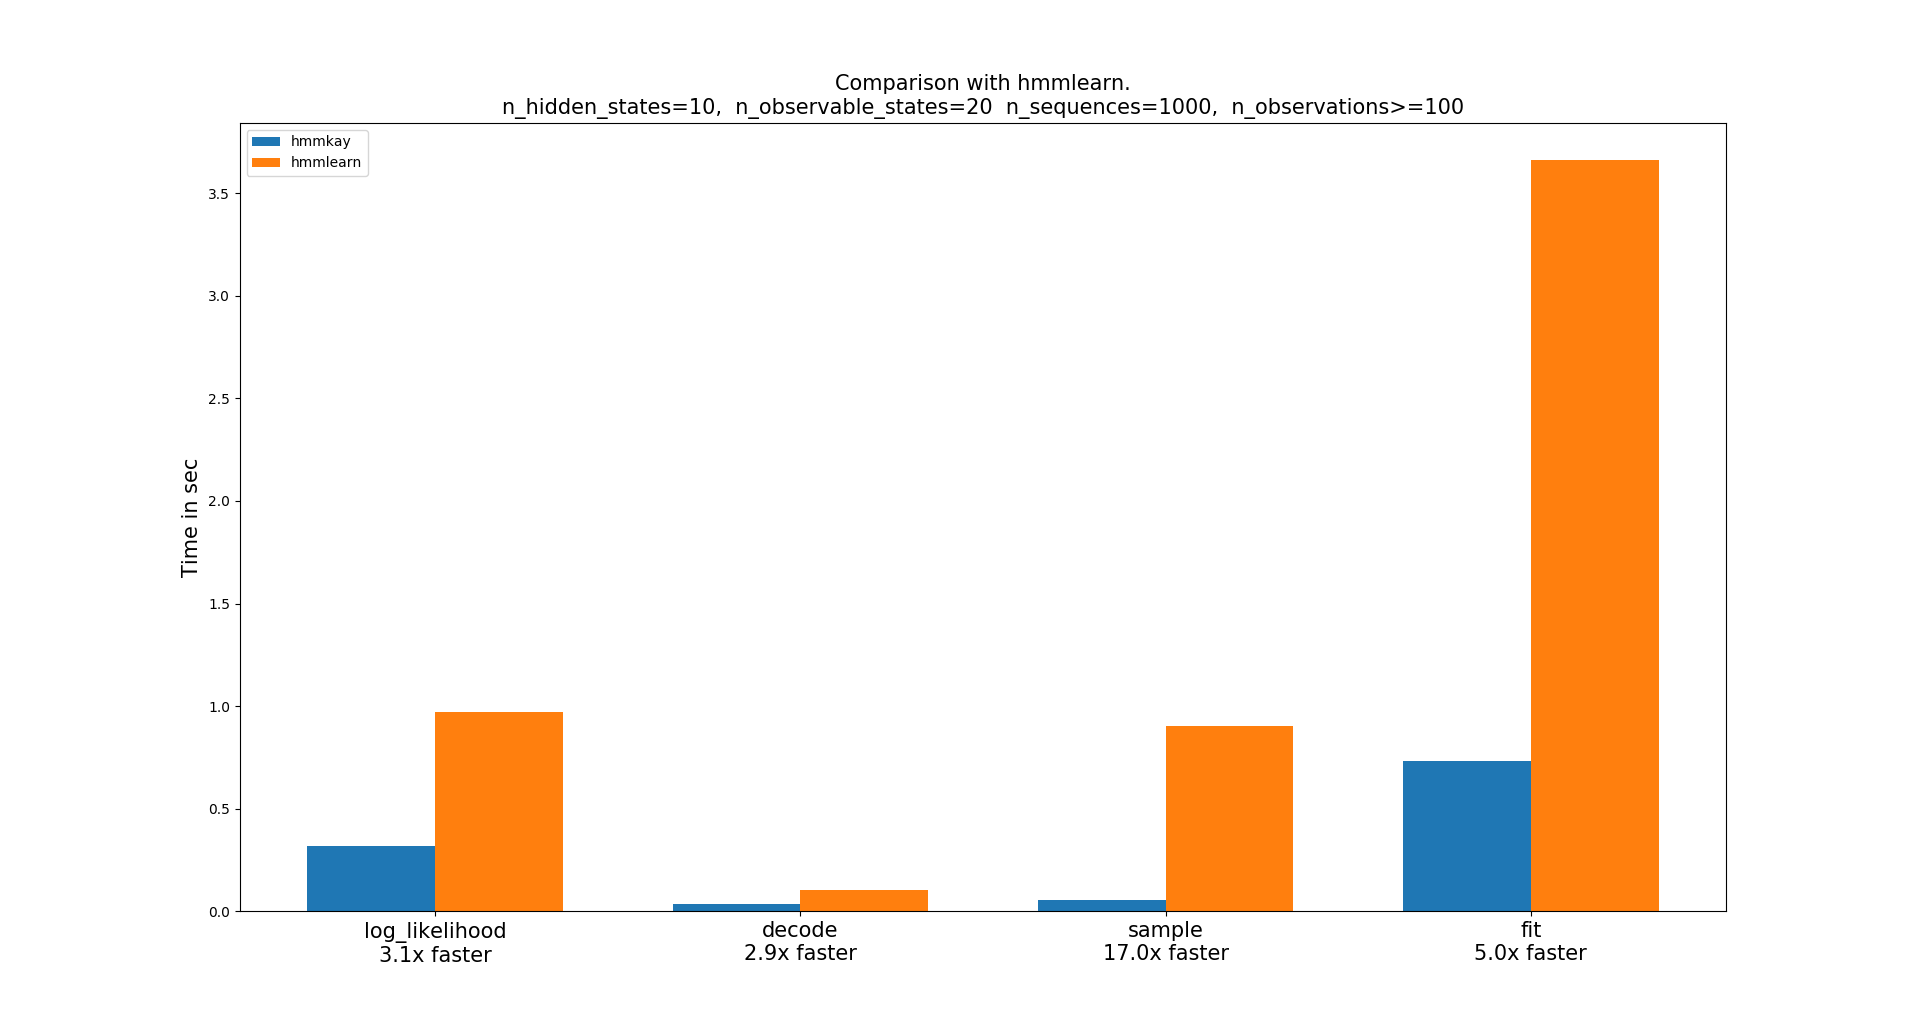 Comparison with hmmlearn.
n_hidden_states=10,  n_observable_states=20  n_sequences=1000,  n_observations>=100
hmmkay
hmmlearn
Time in sec
3.5
3.0
2.5
2.0
1.5
1.0
0.5
0.0
log_likelihood
3.1x faster
decode
2.9x faster
sample
17.0x faster
fit
5.0x faster